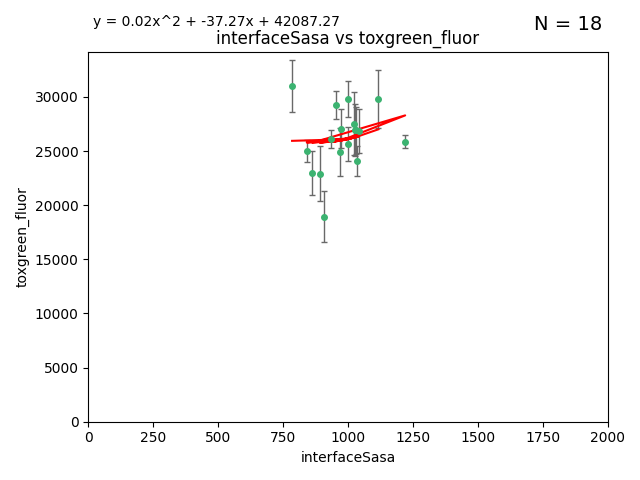 y = 0.02x^2 + -37.27x + 42087.27
N = 18
interfaceSasa vs toxgreen_fluor
toxgreen_fluor
30000
25000
20000
15000
10000
5000
0
0 250 500 750 1000 1250 1500 1750 2000
interfaceSasa